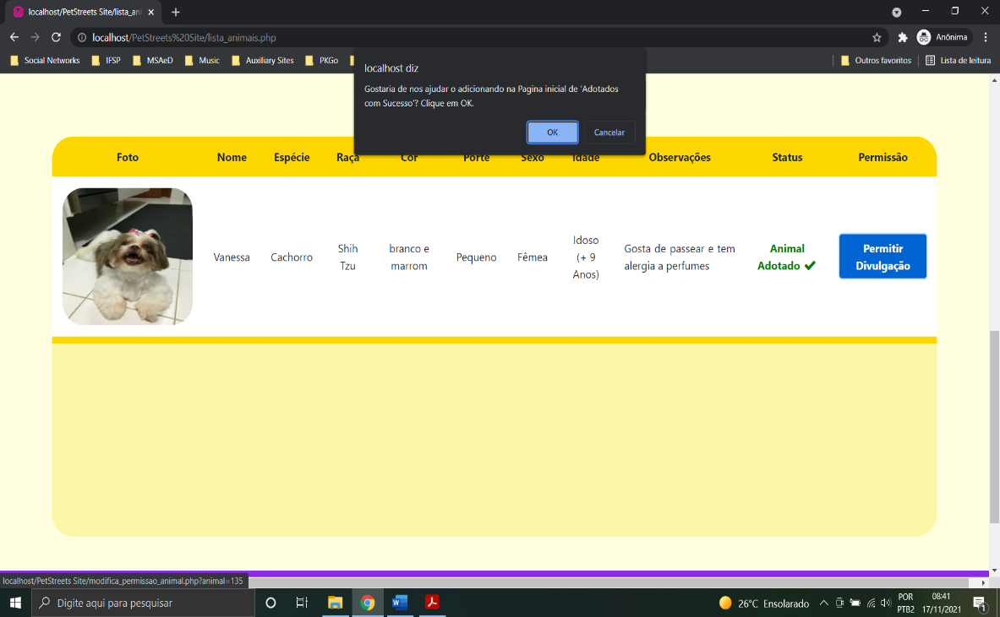 localhost/PetStreets Site/lista_ani
localhost/PetStreets%20Site/lista_animais.php
Anônima
Social Networks
IFSP
MSAeD
Music
Auxiliary Sites
PKGo
Outros favoritos
Lista de leitura
localhost diz
Gostaria de nos ajudar o adicionando na Pagina inicial de 'Adotados
com Sucesso'? Clique em OK.
OK
Cancelar
Foto
Nome
Espécie
Raça
Cor
Porte
Sexo
Idade
Observações
Status
Permissão
Vanessa
Cachorro
Shih
Tzu
branco e
marrom
Pequeno
Fêmea
Idoso
(+ 9
Anos)
Gosta de passear e tem
alergia a perfumes
Animal
Adotado ✔
Permitir
Divulgação
localhost/PetStreets Site/modifica_permissao_animal.php?animal=135
Digite aqui para pesquisar
26°C Ensolarado
POR
PTB2
08:41
17/11/2021
1